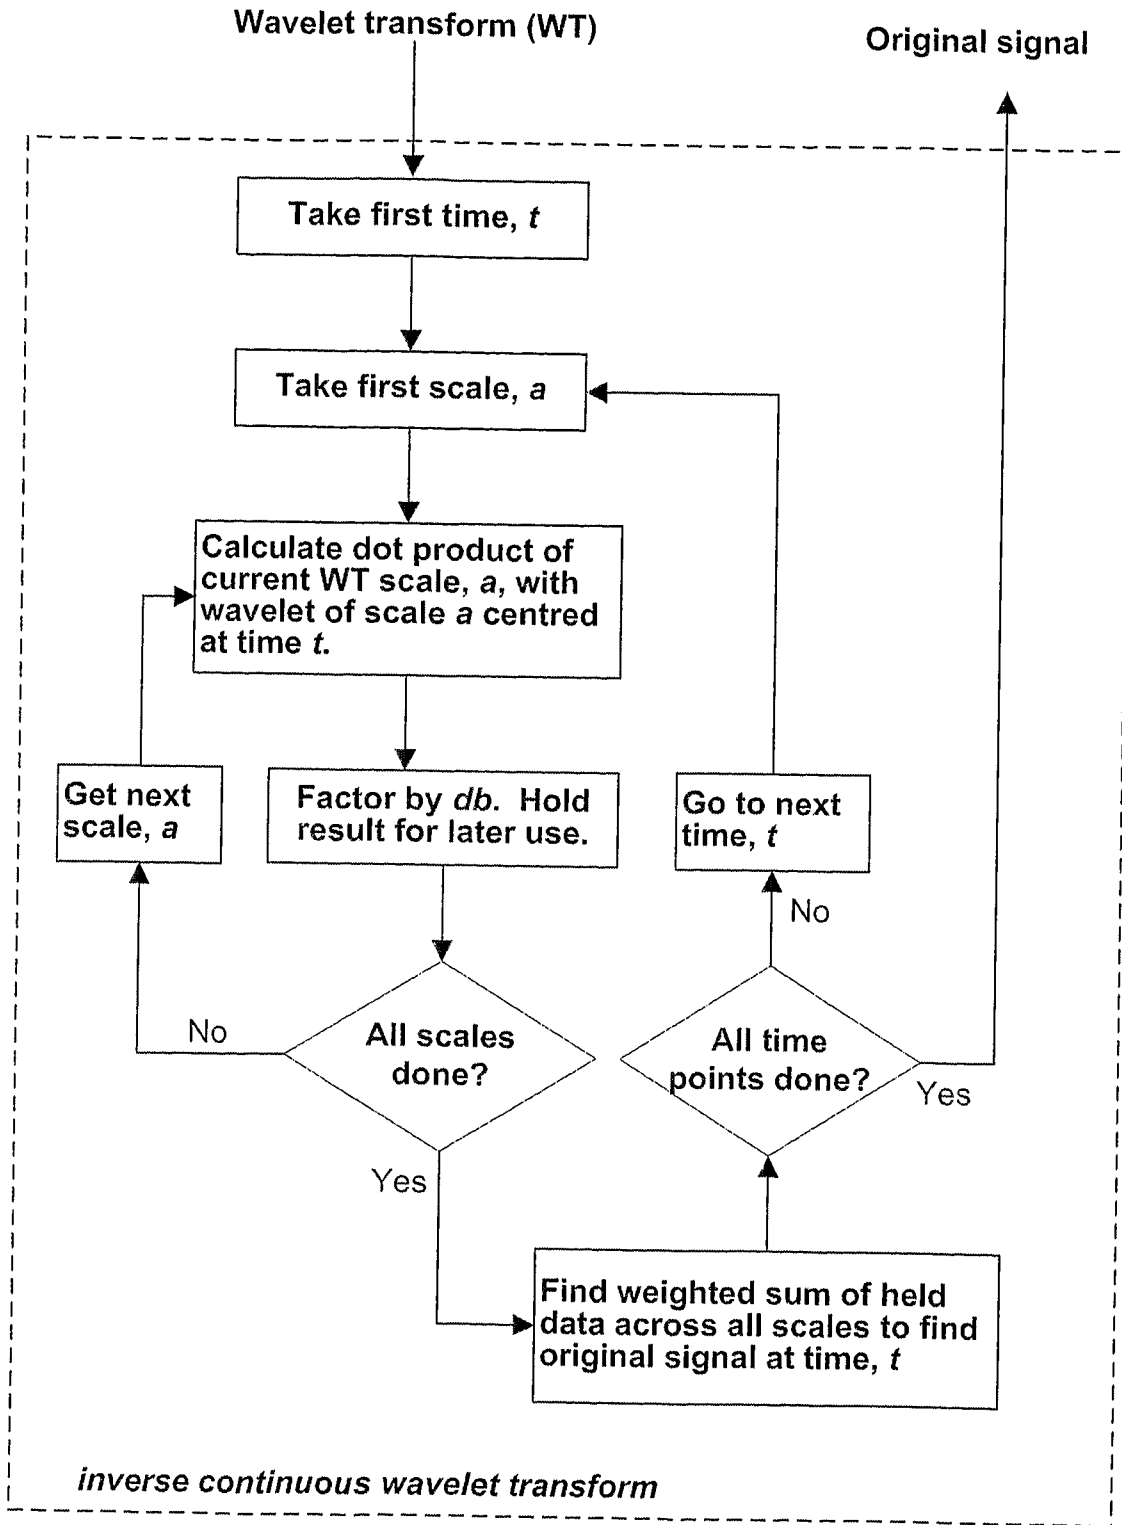 Wavelet transform (WT)
Original signal
Take first time, t
Take first scale, a
Calculate dot product of
current WT scale, a, with
wavelet of scale a centred
at time t.
Get next
scale, a
Factor by db. Hold
result for later use.
Go to next
time, t
No
All scales
done?
No
All time
points done?
Yes
Yes
Find weighted sum of held
data across all scales to find
original signal at time, t
inverse continuous wavelet transform